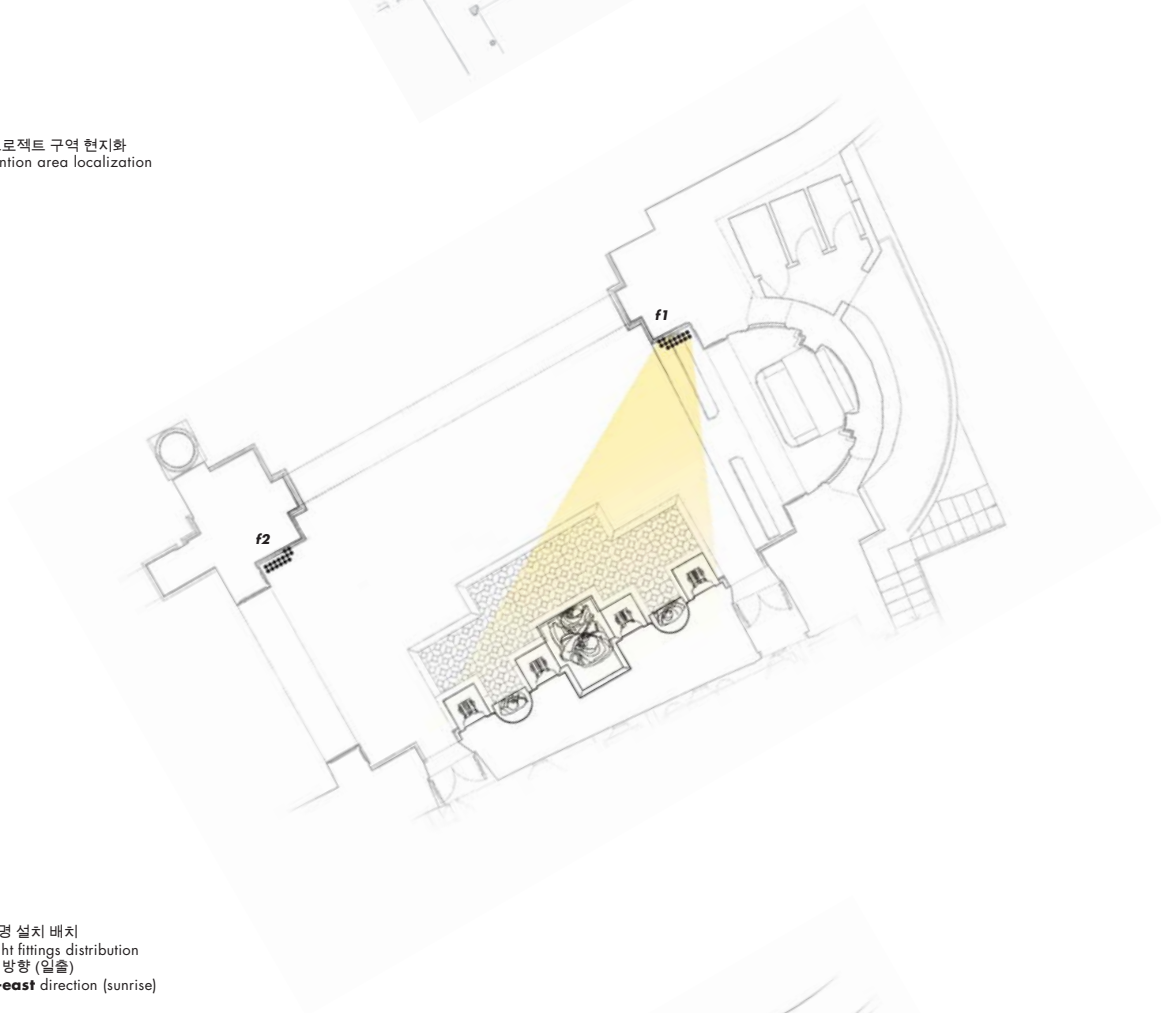 로젝트 구역 현지화
ntion area localization
f1
f2
명 설치 배치
ht fittings distribution
방향 (일출)
-east direction (sunrise)